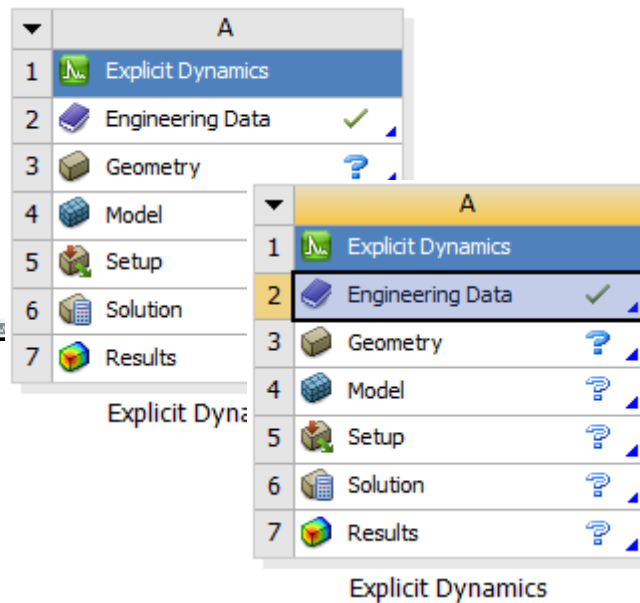 A
1 Explicit Dynamics
2 Engineering Data
3 Geometry ?
4 Model
5 Setup
6 Solution
7 Results
Explicit Dyna
A
1 Explicit Dynamics
2 Engineering Data
3 Geometry ?
4 Model ?
5 Setup ?
6 Solution ?
7 Results ?
Explicit Dynamics